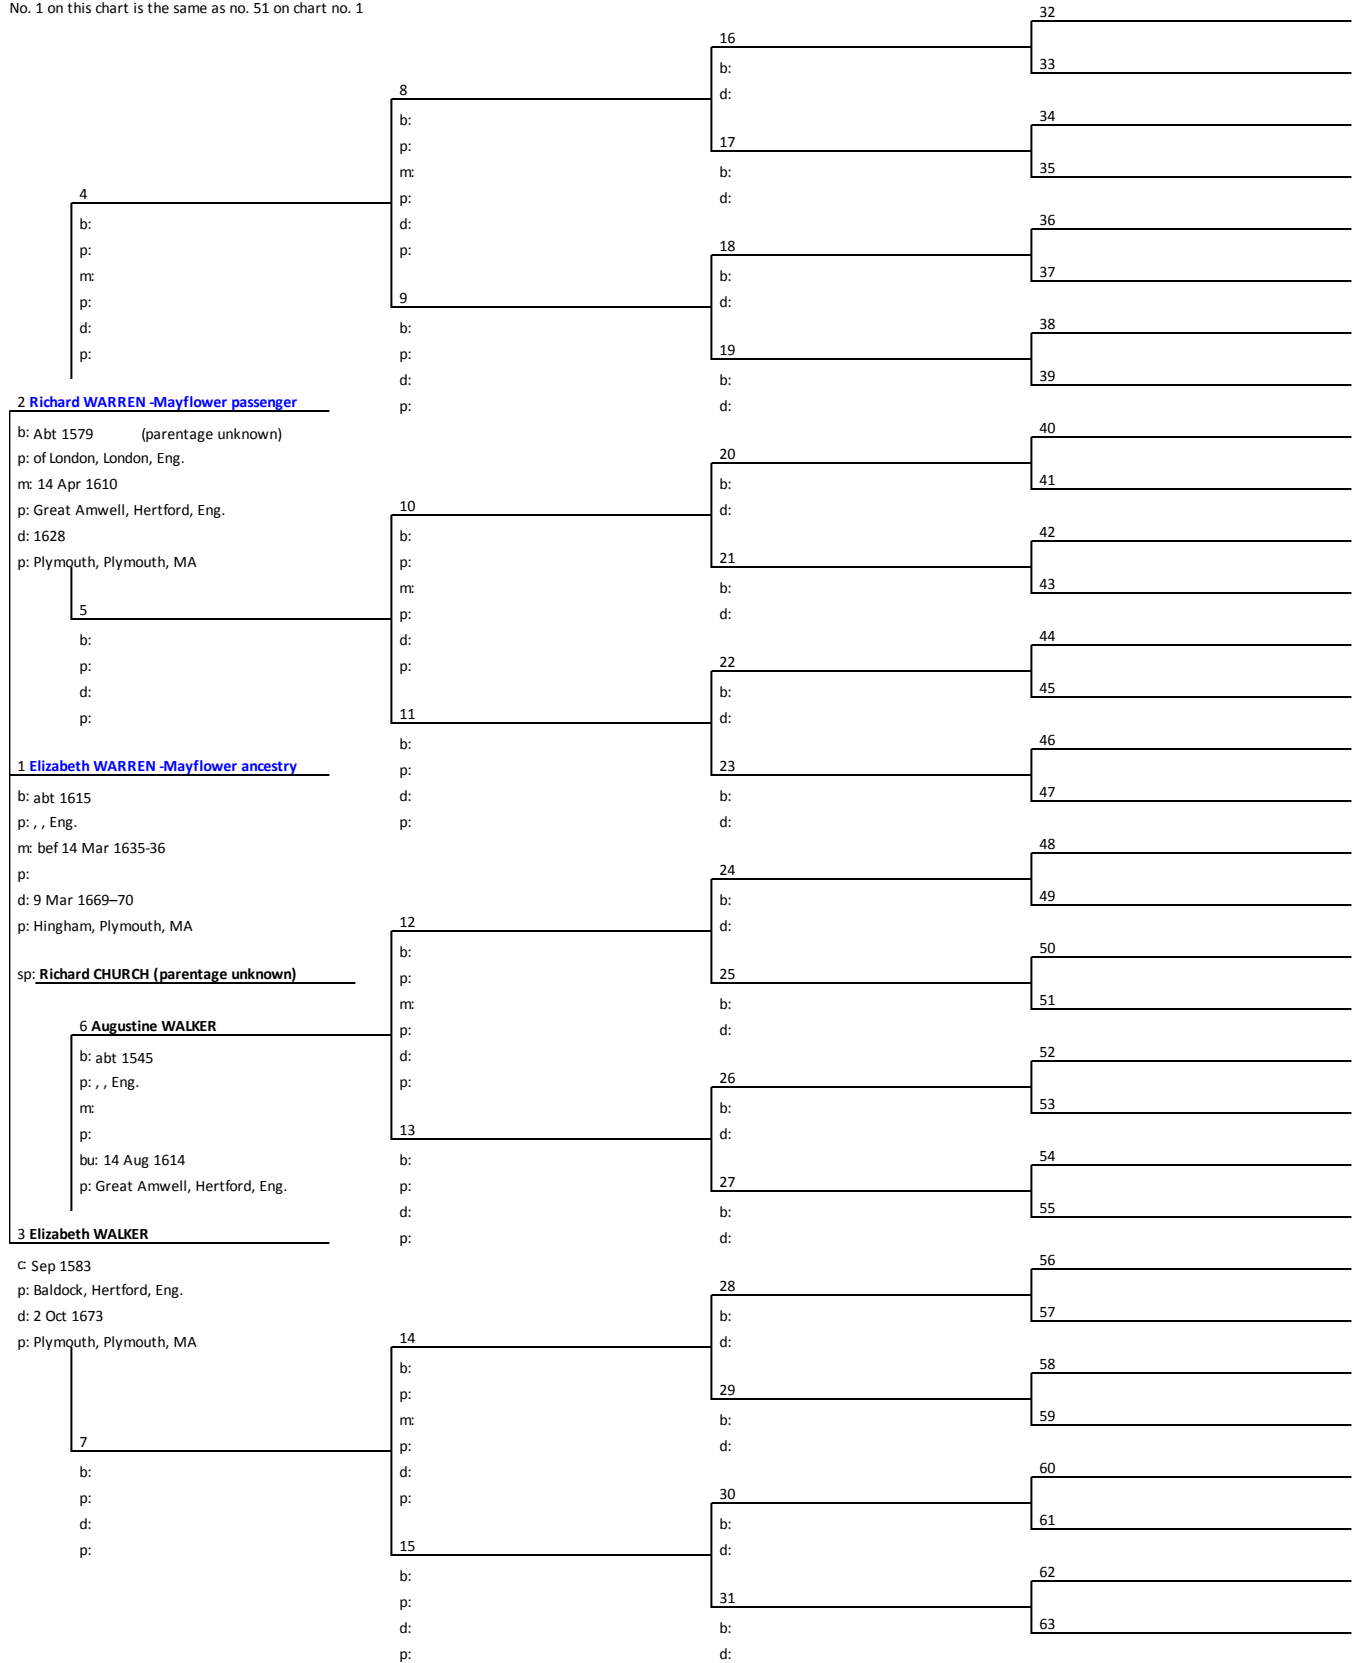 No. 1 on this chart is the same as no. 51 on chart no. 1
4
b:
p:
m:
p:
d:
p:
2 Richard WARREN -Mayflower passenger
b: Abt 1579 (parentage unknown)
p: of London, London, Eng.
m: 14 Apr 1610
p: Great Amwell, Hertford, Eng.
d: 1628
p: Plymouth, Plymouth, MA
5
b:
p:
d:
p:
1 Elizabeth WARREN -Mayflower ancestry
b: abt 1615
p: , , Eng.
m: bef 14 Mar 1635-36
p:
d: 9 Mar 1669–70
p: Hingham, Plymouth, MA
sp: Richard CHURCH (parentage unknown)
6 Augustine WALKER
b: abt 1545
p: , , Eng.
m:
p:
bu: 14 Aug 1614
p: Great Amwell, Hertford, Eng.
3 Elizabeth WALKER
c: Sep 1583
p: Baldock, Hertford, Eng.
d: 2 Oct 1673
p: Plymouth, Plymouth, MA
7
b:
p:
d:
p:
8
b:
p:
m:
p:
d:
p:
9
b:
p:
d:
p:
10
b:
p:
m:
p:
d:
p:
11
b:
p:
d:
p:
12
b:
p:
m:
p:
d:
p:
13
b:
p:
d:
p:
14
b:
p:
m:
p:
d:
p:
15
b:
p:
d:
p:
16
b:
d:
17
b:
d:
18
b:
d:
19
b:
d:
20
b:
d:
21
b:
d:
22
b:
d:
23
b:
d:
24
b:
d:
25
b:
d:
26
b:
d:
27
b:
d:
28
b:
d:
29
b:
d:
30
b:
d:
31
b:
d:
32
33
34
35
36
37
38
39
40
41
42
43
44
45
46
47
48
49
50
51
52
53
54
55
56
57
58
59
60
61
62
63